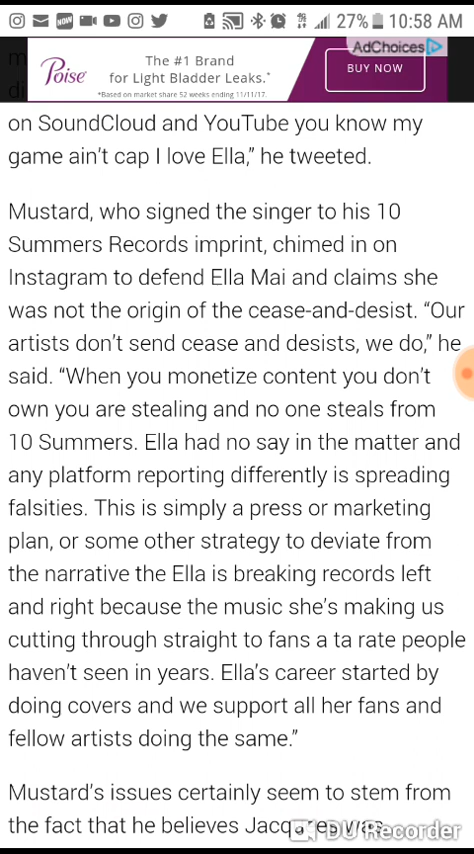 27% 10:58 AM
AdChoices
Poise
The #1 Brand
for Light Bladder Leaks.*
*Based on market share 52 weeks ending 11/11/17.
BUY NOW
on SoundCloud and YouTube you know my
game ain’t cap I love Ella,” he tweeted.
Mustard, who signed the singer to his 10
Summers Records imprint, chimed in on
Instagram to defend Ella Mai and claims she
was not the origin of the cease-and-desist. “Our
artists don’t send cease and desists, we do,” he
said. “When you monetize content you don’t
own you are stealing and no one steals from
10 Summers. Ella had no say in the matter and
any platform reporting differently is spreading
falsities. This is simply a press or marketing
plan, or some other strategy to deviate from
the narrative the Ella is breaking records left
and right because the music she’s making us
cutting through straight to fans a ta rate people
haven’t seen in years. Ella’s career started by
doing covers and we support all her fans and
fellow artists doing the same.”
Mustard’s issues certainly seem to stem from
the fact that he believes Jacquees was
DU Recorder